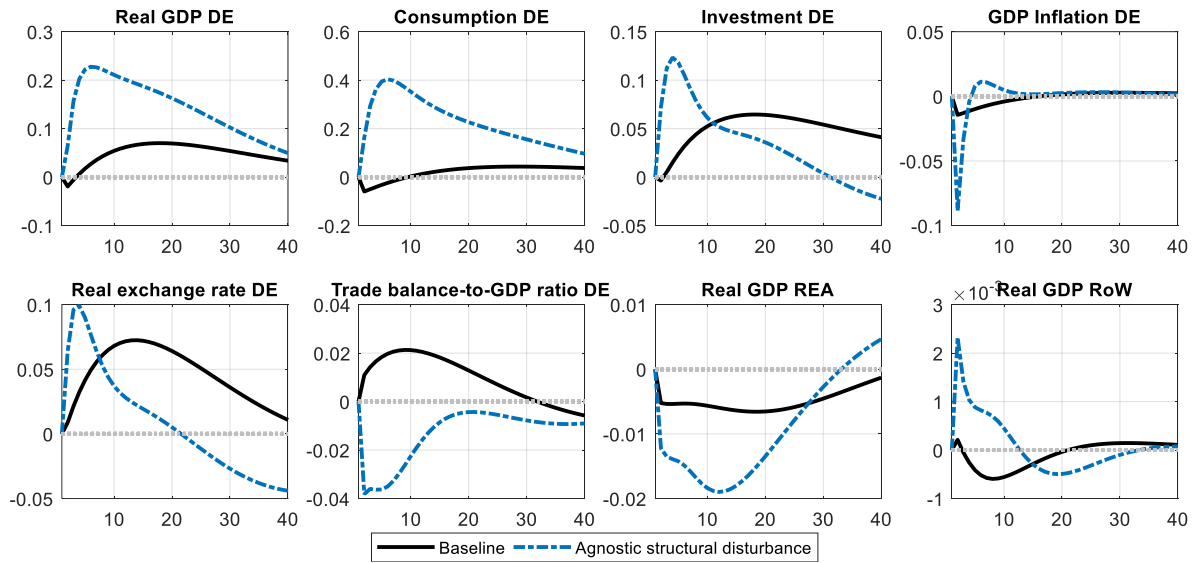 Real GDP DE
Consumption DE
Investment DE
GDP Inflation DE
0.3
0.2
0.1
0
-0.1
10 20 30 40
0.6
0.4
0.2
0
-0.2
10 20 30 40
0.15
0.1
0.05
0
-0.05
10 20 30 40
0.05
0
-0.05
-0.1
10 20 30 40
Real exchange rate DE
Trade balance-to-GDP ratio DE
Real GDP REA
Real GDP RoW
0.1
0.05
0
-0.05
10 20 30 40
0.04
0.02
0
-0.02
-0.04
10 20 30 40
0.01
0
-0.01
-0.02
10 20 30 40
×10⁻³
3
2
1
0
-1
10 20 30 40
Baseline
Agnostic structural disturbance